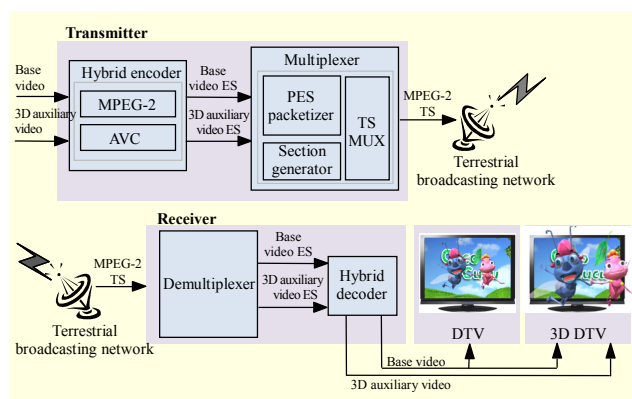 Transmitter
Base
video
3D auxiliary
video
Hybrid encoder
MPEG-2
AVC
Base
video ES
3D auxiliary
video ES
Multiplexer
PES
packetizer
Section
generator
TS
MUX
MPEG-2
TS
Terrestrial
broadcasting network
Receiver
MPEG-2
TS
Terrestrial
broadcasting network
Demultiplexer
Base
video ES
3D auxiliary
video ES
Hybrid
decoder
DTV
3D DTV
Base video
3D auxiliary video